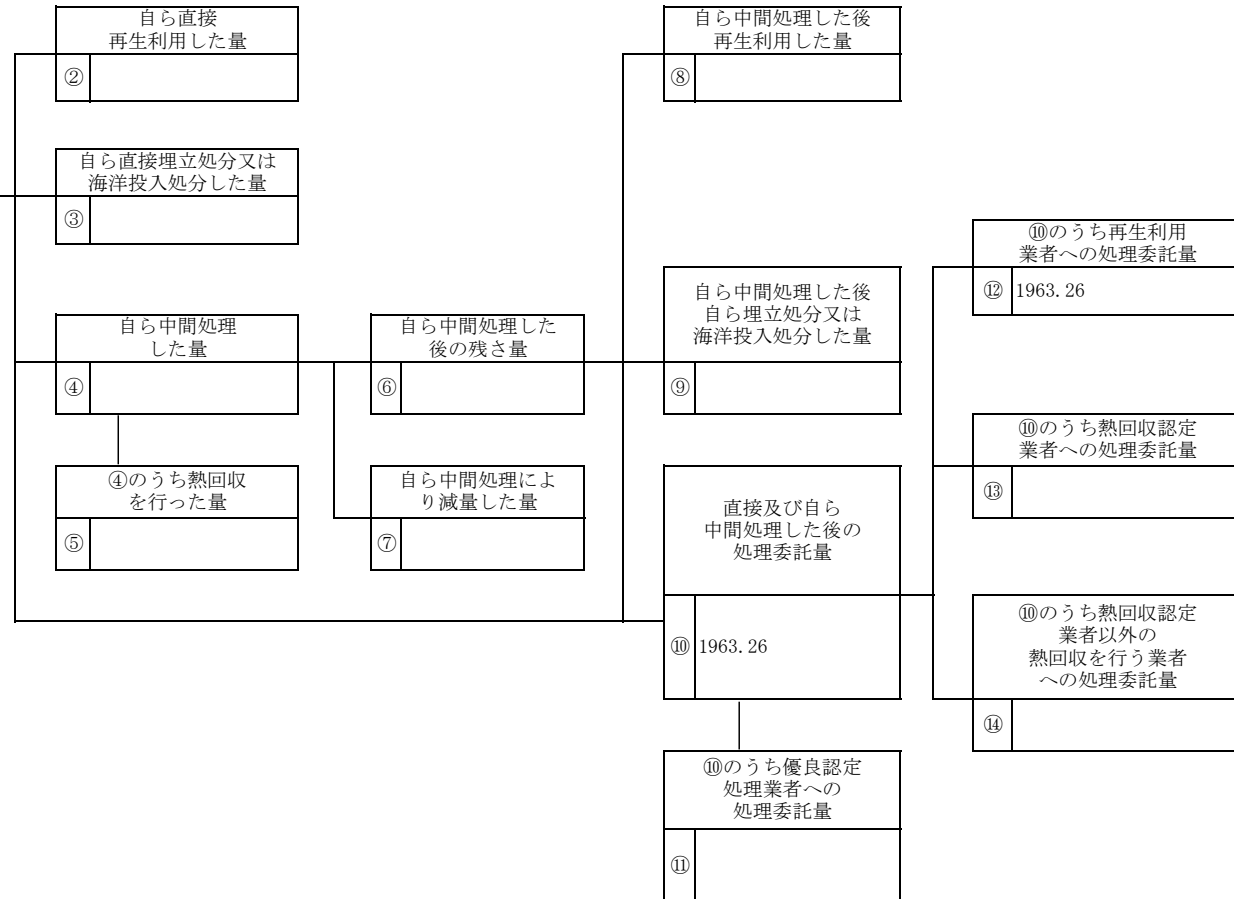 自ら直接
再生利用した量
②
自ら中間処理した後
再生利用した量
⑧
自ら直接埋立処分又は
海洋投入処分した量
③
⑩のうち再生利用
業者への処理委託量
⑫ 1963.26
自ら中間処理
した量
④
自ら中間処理した
後の残さ量
⑥
自ら中間処理した後
自ら埋立処分又は
海洋投入処分した量
⑨
⑩のうち熱回収認定
業者への処理委託量
⑬
④のうち熱回収
を行った量
⑤
自ら中間処理によ
り減量した量
⑦
直接及び自ら
中間処理した後の
処理委託量
⑩ 1963.26
⑩のうち熱回収認定
業者以外の
熱回収を行う業者
への処理委託量
⑭
⑩のうち優良認定
処理業者への
処理委託量
⑪